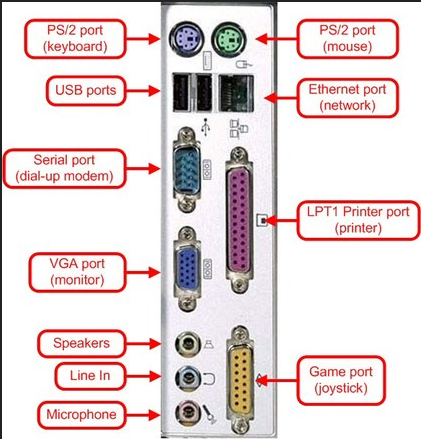 PS/2 port
(keyboard)
PS/2 port
(mouse)
USB ports
Ethernet port
(network)
Serial port
(dial-up modem)
LPT1 Printer port
(printer)
VGA port
(monitor)
Speakers
Line In
Game port
(joystick)
Microphone